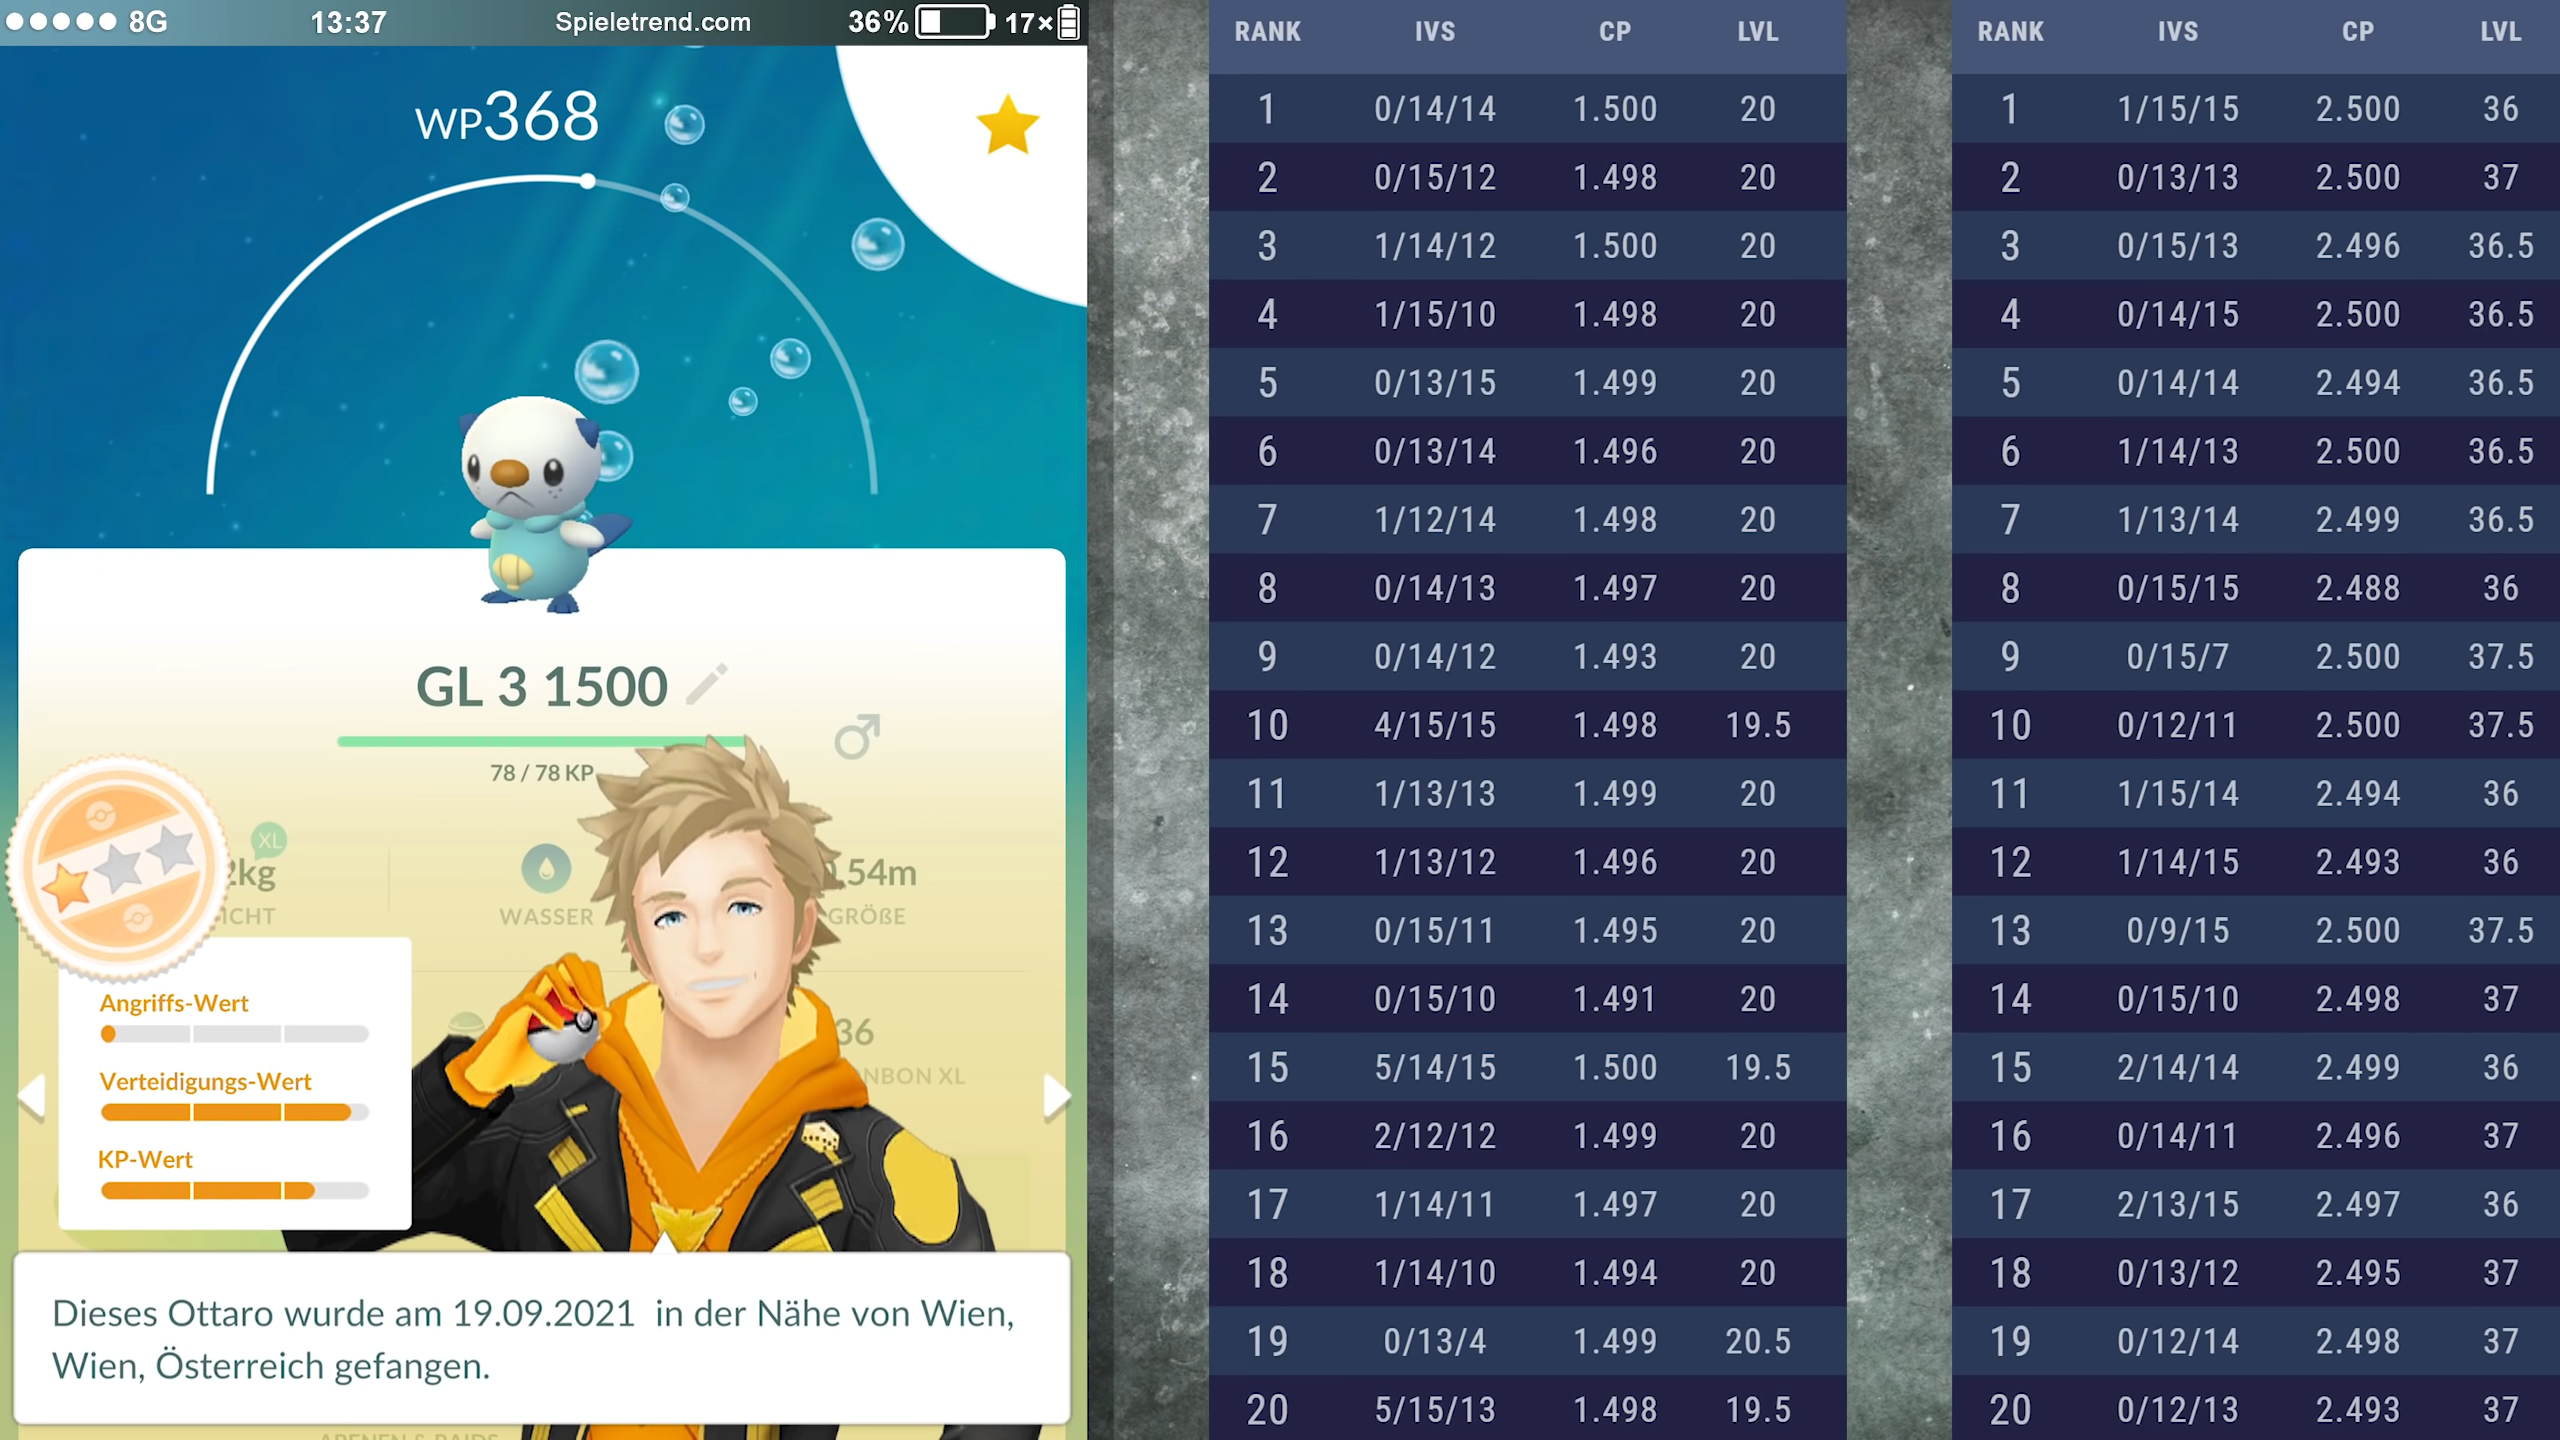 8G 13:37 Spieletrend.com 36% 17×
WP368
GL 3 1500
78 / 78 KP
XL
2kg
ICHT
WASSER
.54m
GRÖßE
Angriffs-Wert
36
NBON XL
Verteidigungs-Wert
KP-Wert
Dieses Ottaro wurde am 19.09.2021 in der Nähe von Wien,
Wien, Österreich gefangen.
ARENEN & RAIDS
RANK IVS CP LVL
1 0/14/14 1.500 20
2 0/15/12 1.498 20
3 1/14/12 1.500 20
4 1/15/10 1.498 20
5 0/13/15 1.499 20
6 0/13/14 1.496 20
7 1/12/14 1.498 20
8 0/14/13 1.497 20
9 0/14/12 1.493 20
10 4/15/15 1.498 19.5
11 1/13/13 1.499 20
12 1/13/12 1.496 20
13 0/15/11 1.495 20
14 0/15/10 1.491 20
15 5/14/15 1.500 19.5
16 2/12/12 1.499 20
17 1/14/11 1.497 20
18 1/14/10 1.494 20
19 0/13/4 1.499 20.5
20 5/15/13 1.498 19.5
RANK IVS CP LVL
1 1/15/15 2.500 36
2 0/13/13 2.500 37
3 0/15/13 2.496 36.5
4 0/14/15 2.500 36.5
5 0/14/14 2.494 36.5
6 1/14/13 2.500 36.5
7 1/13/14 2.499 36.5
8 0/15/15 2.488 36
9 0/15/7 2.500 37.5
10 0/12/11 2.500 37.5
11 1/15/14 2.494 36
12 1/14/15 2.493 36
13 0/9/15 2.500 37.5
14 0/15/10 2.498 37
15 2/14/14 2.499 36
16 0/14/11 2.496 37
17 2/13/15 2.497 36
18 0/13/12 2.495 37
19 0/12/14 2.498 37
20 0/12/13 2.493 37